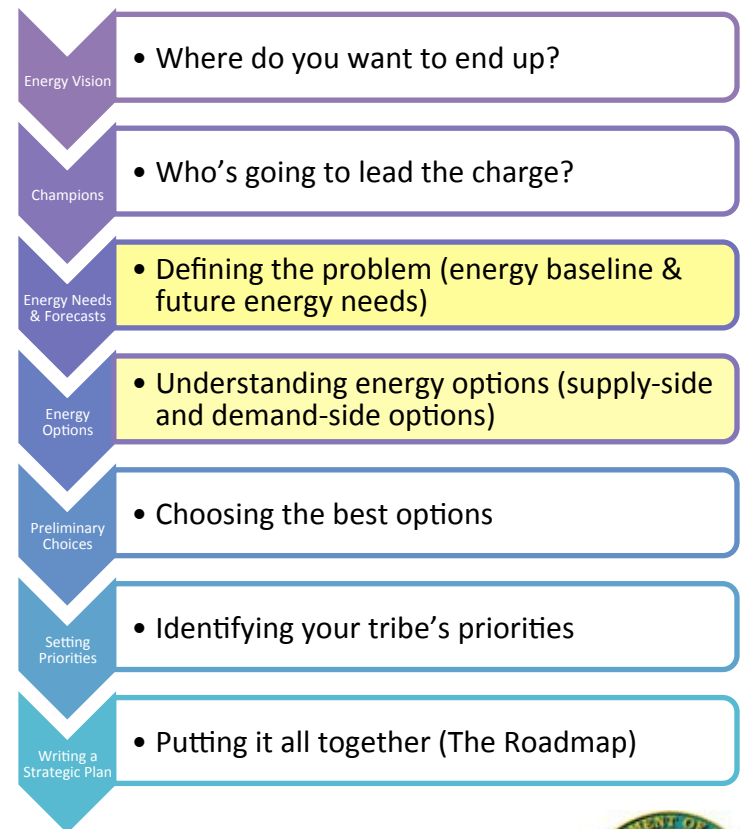 Energy Vision
• Where do you want to end up?
Champions
• Who's going to lead the charge?
Energy Needs
& Forecasts
• Defining the problem (energy baseline &
future energy needs)
Energy
Options
• Understanding energy options (supply-side
and demand-side options)
Preliminary
Choices
• Choosing the best options
Setting
Priorities
• Identifying your tribe's priorities
Writing a
Strategic Plan
• Putting it all together (The Roadmap)